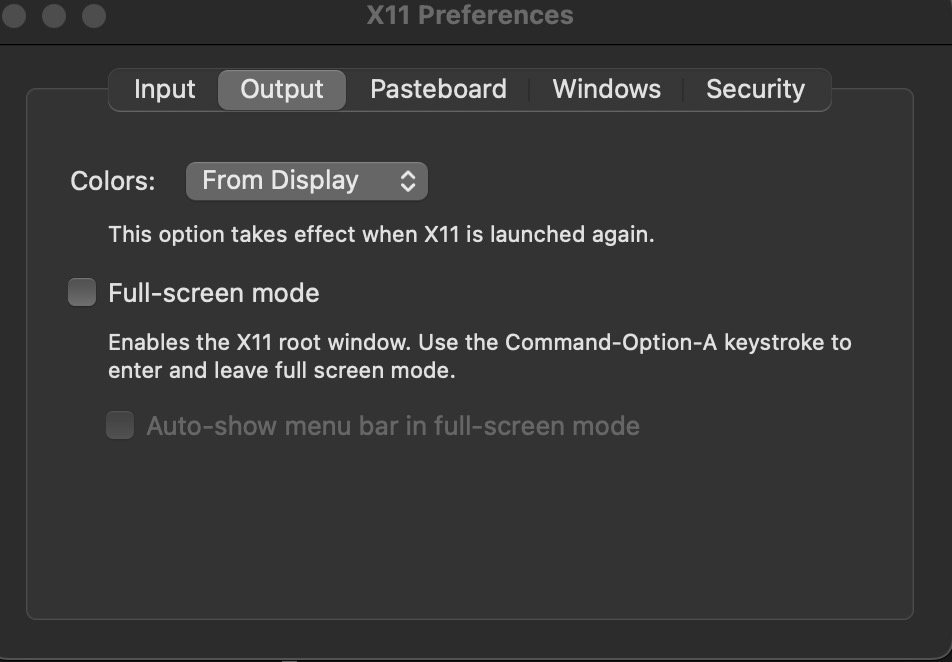 X11 Preferences
Input
Output
Pasteboard
Windows
Security
Colors: From Display
This option takes effect when X11 is launched again.
Full-screen mode
Enables the X11 root window. Use the Command-Option-A keystroke to
enter and leave full screen mode.
Auto-show menu bar in full-screen mode